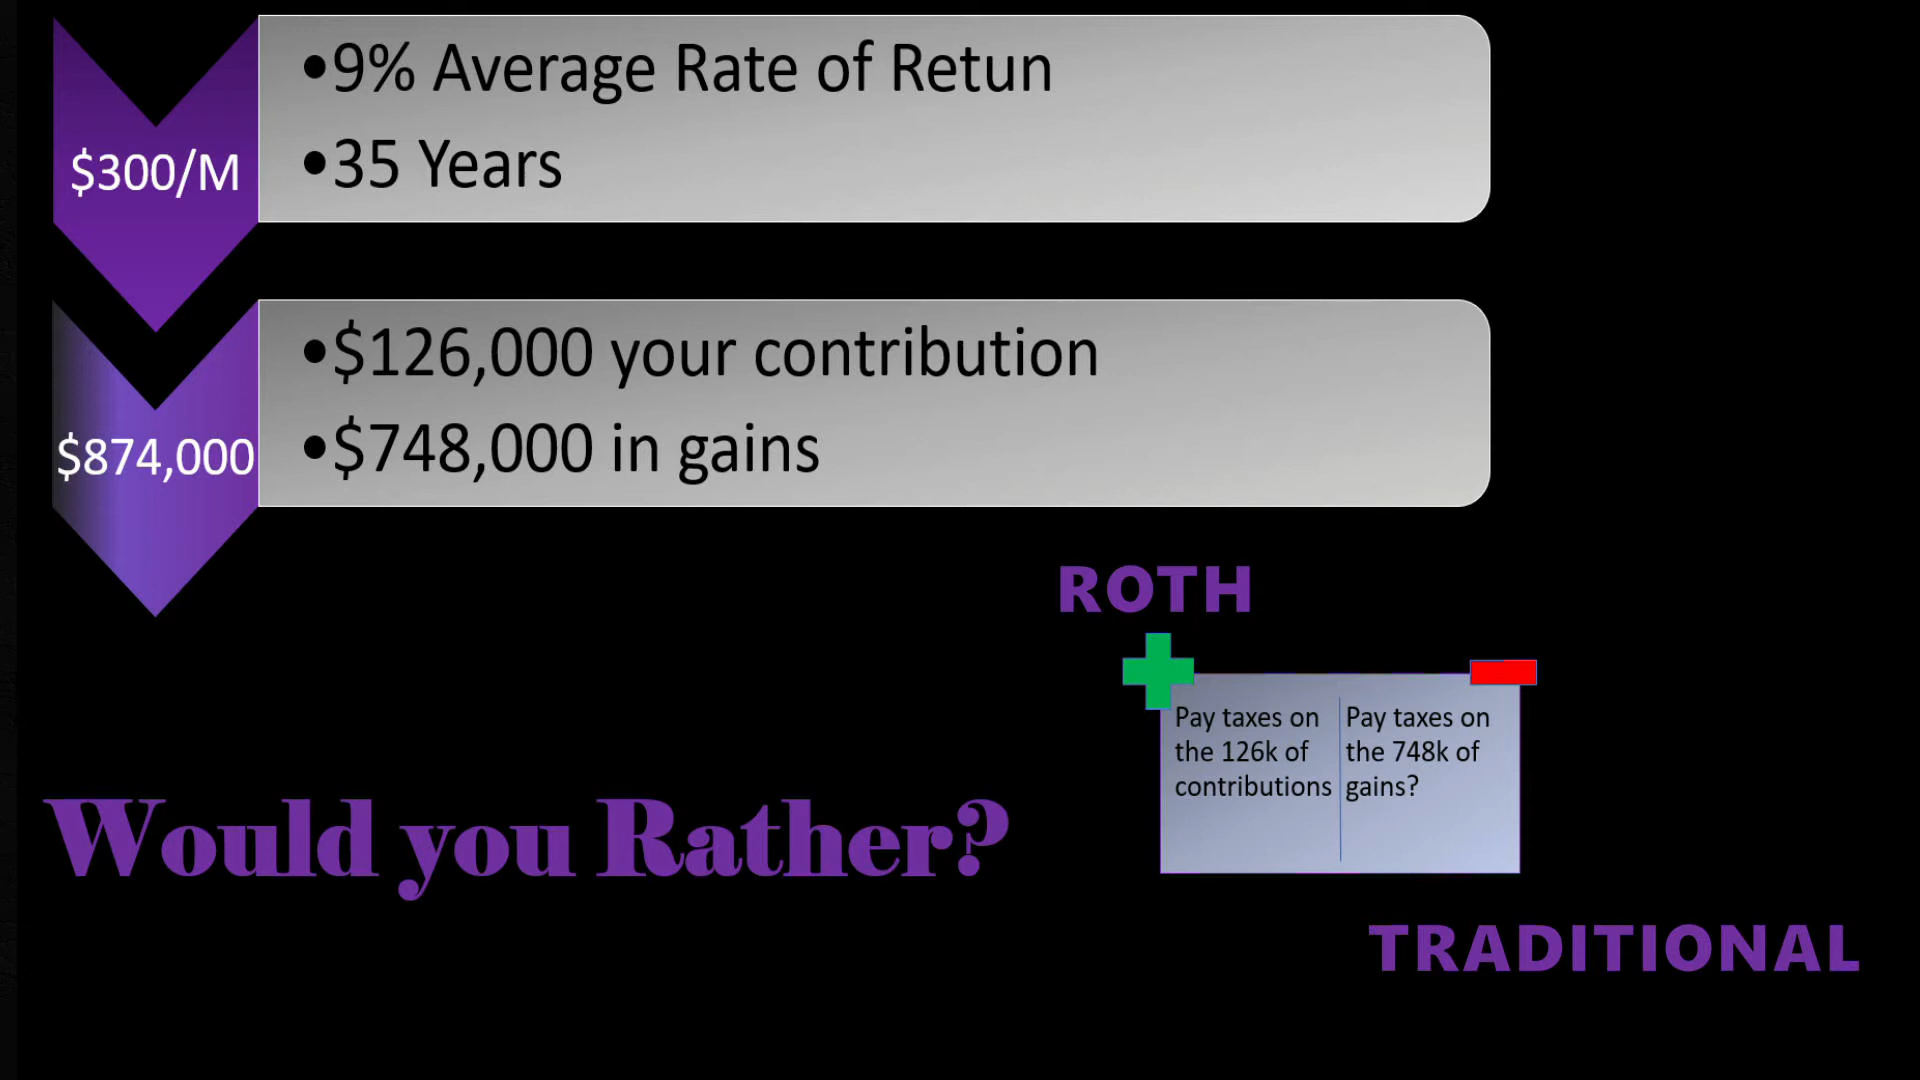 $300/M
•9% Average Rate of Retun
•35 Years
$874,000
•$126,000 your contribution
•$748,000 in gains
ROTH
Pay taxes on
the 126k of
contributions
Pay taxes on
the 748k of
gains?
Would you Rather?
TRADITIONAL